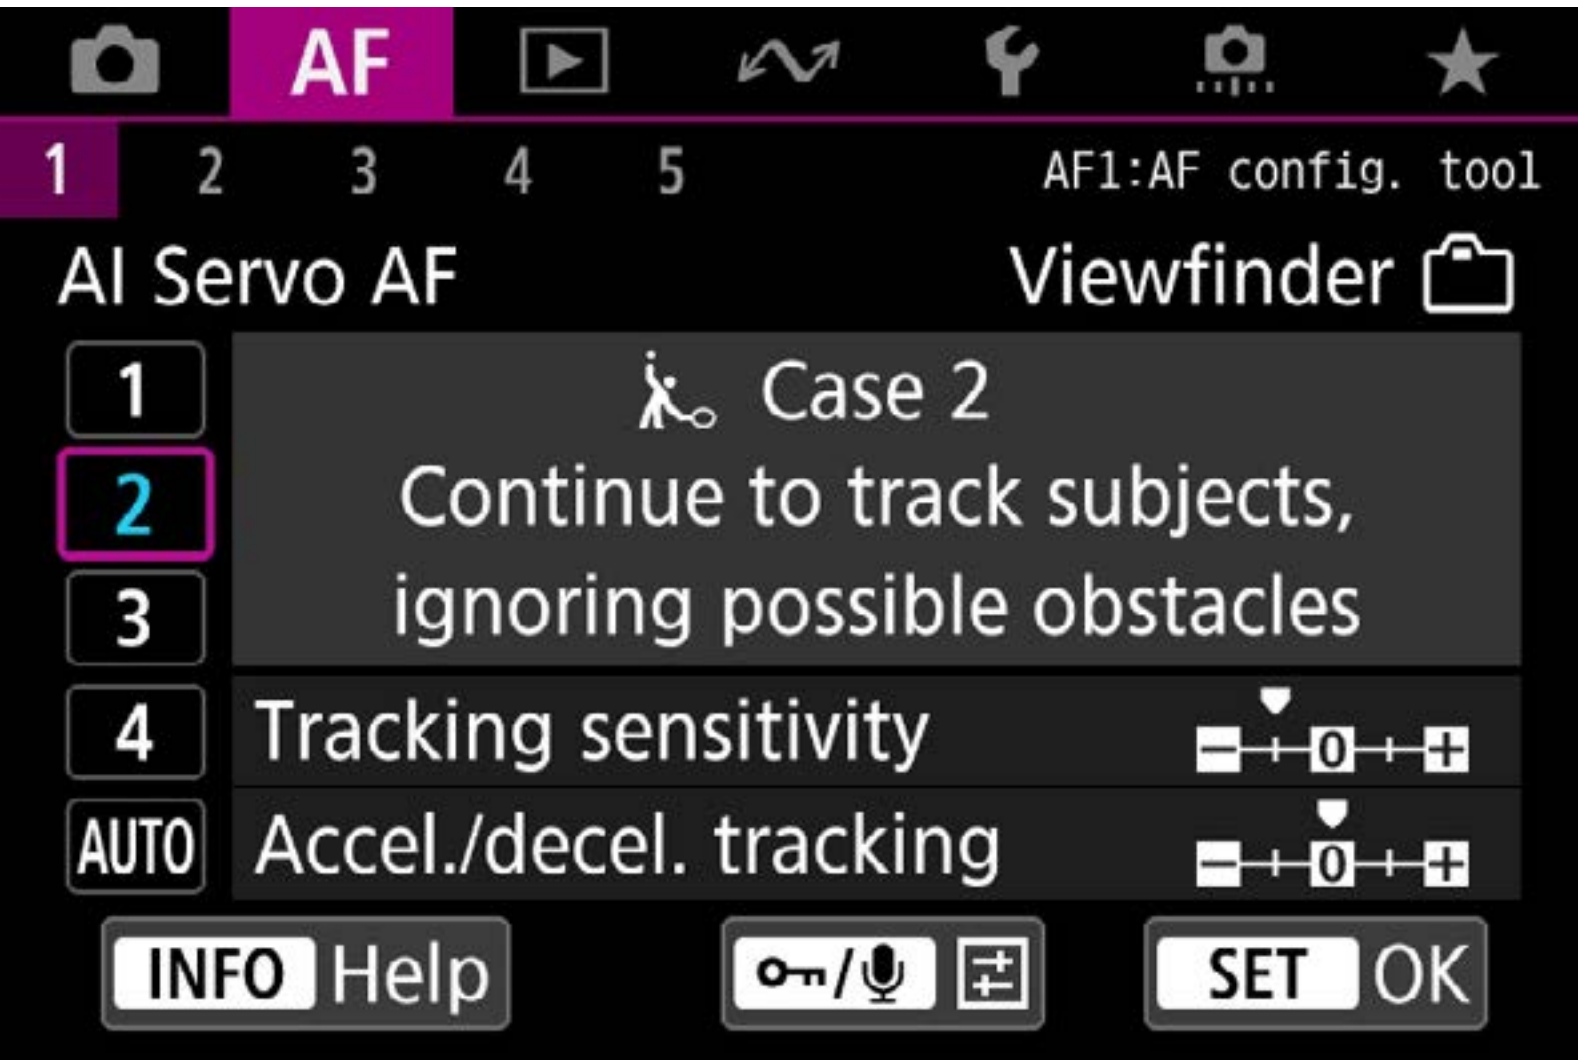 AF
1 2 3 4 5 AF1:AF config. tool
AI Servo AF Viewfinder
1
2
3
4
AUTO
Case 2
Continue to track subjects,
ignoring possible obstacles
Tracking sensitivity - 0 +
Accel./decel. tracking - 0 +
INFO Help / SET OK